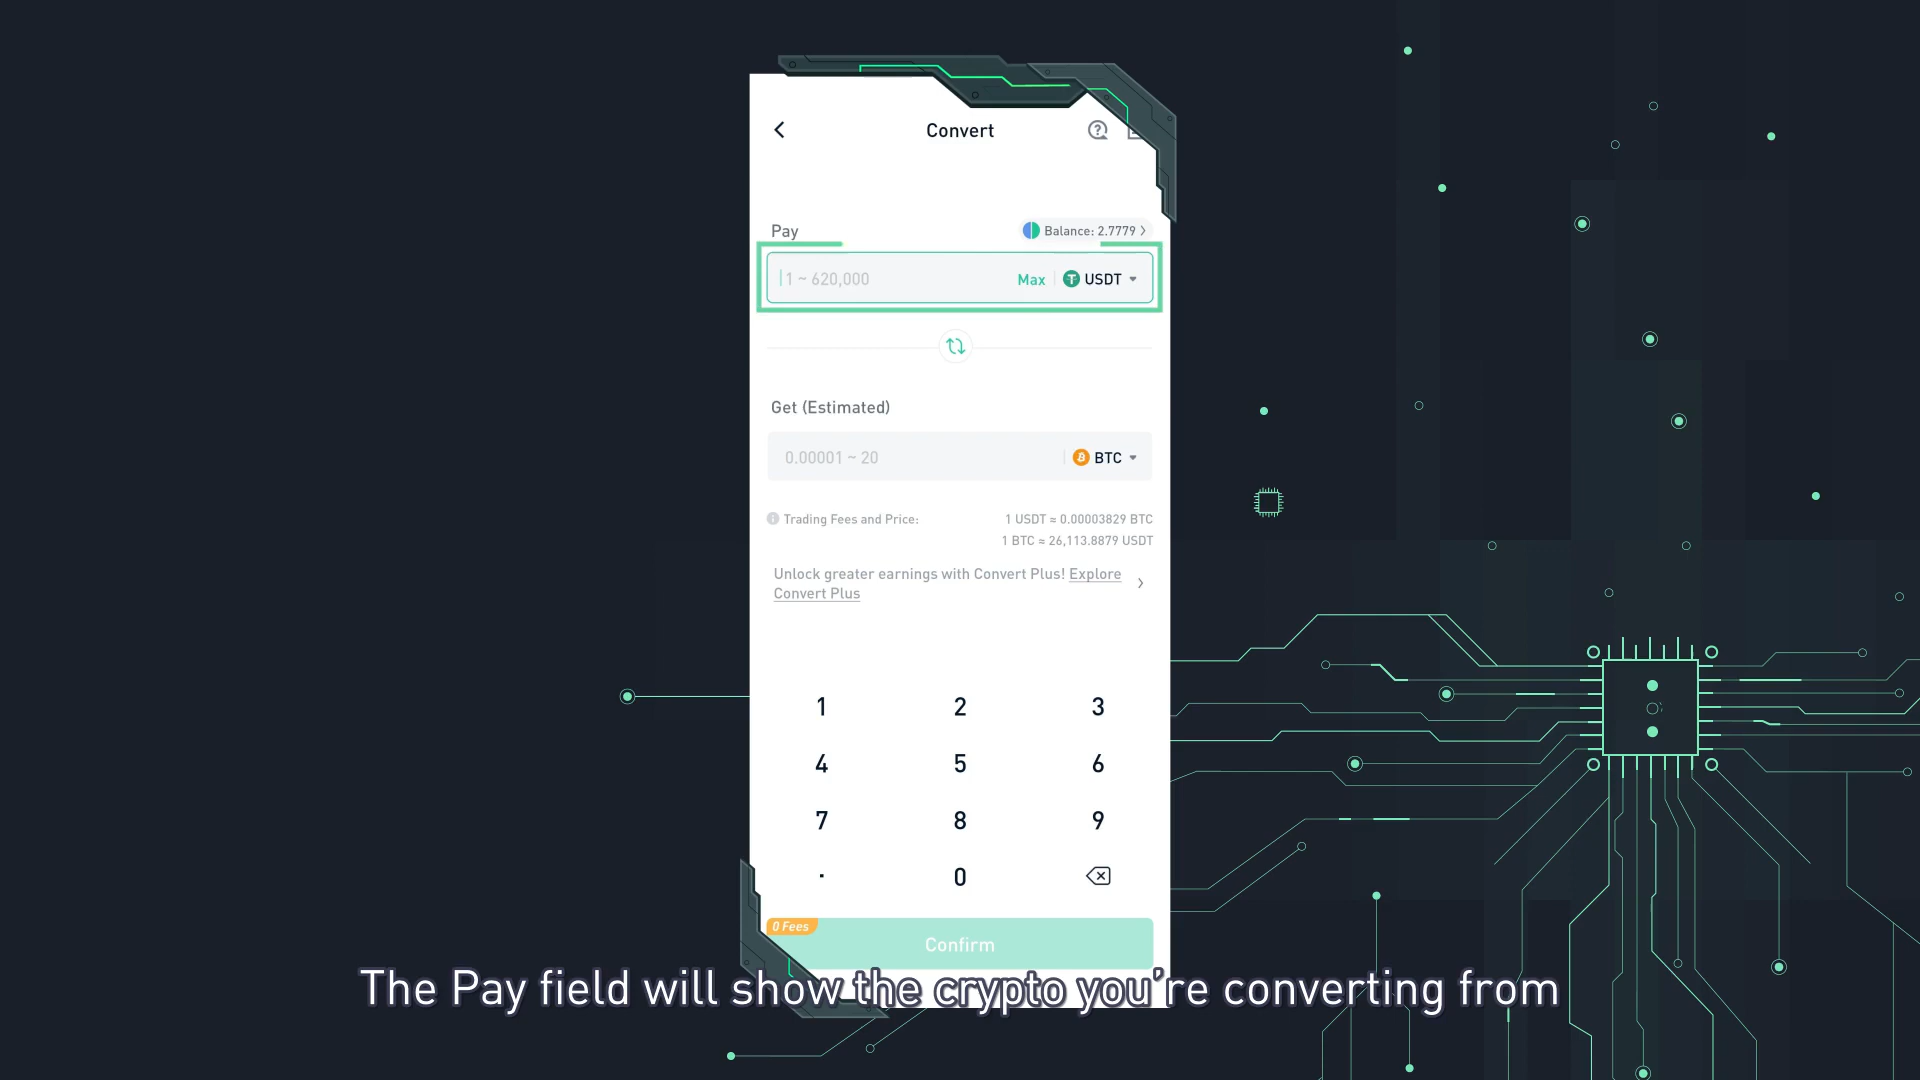 Convert
Pay
Balance: 2.7779
1 ~ 620,000 Max USDT
Get (Estimated)
0.00001 ~ 20 BTC
Trading Fees and Price: 1 USDT ≈ 0.00003829 BTC
1 BTC ≈ 26,113.8879 USDT
Unlock greater earnings with Convert Plus! Explore
Convert Plus
1 2 3
4 5 6
7 8 9
. 0
0 Fees
Confirm
The Pay field will show the crypto you're converting from